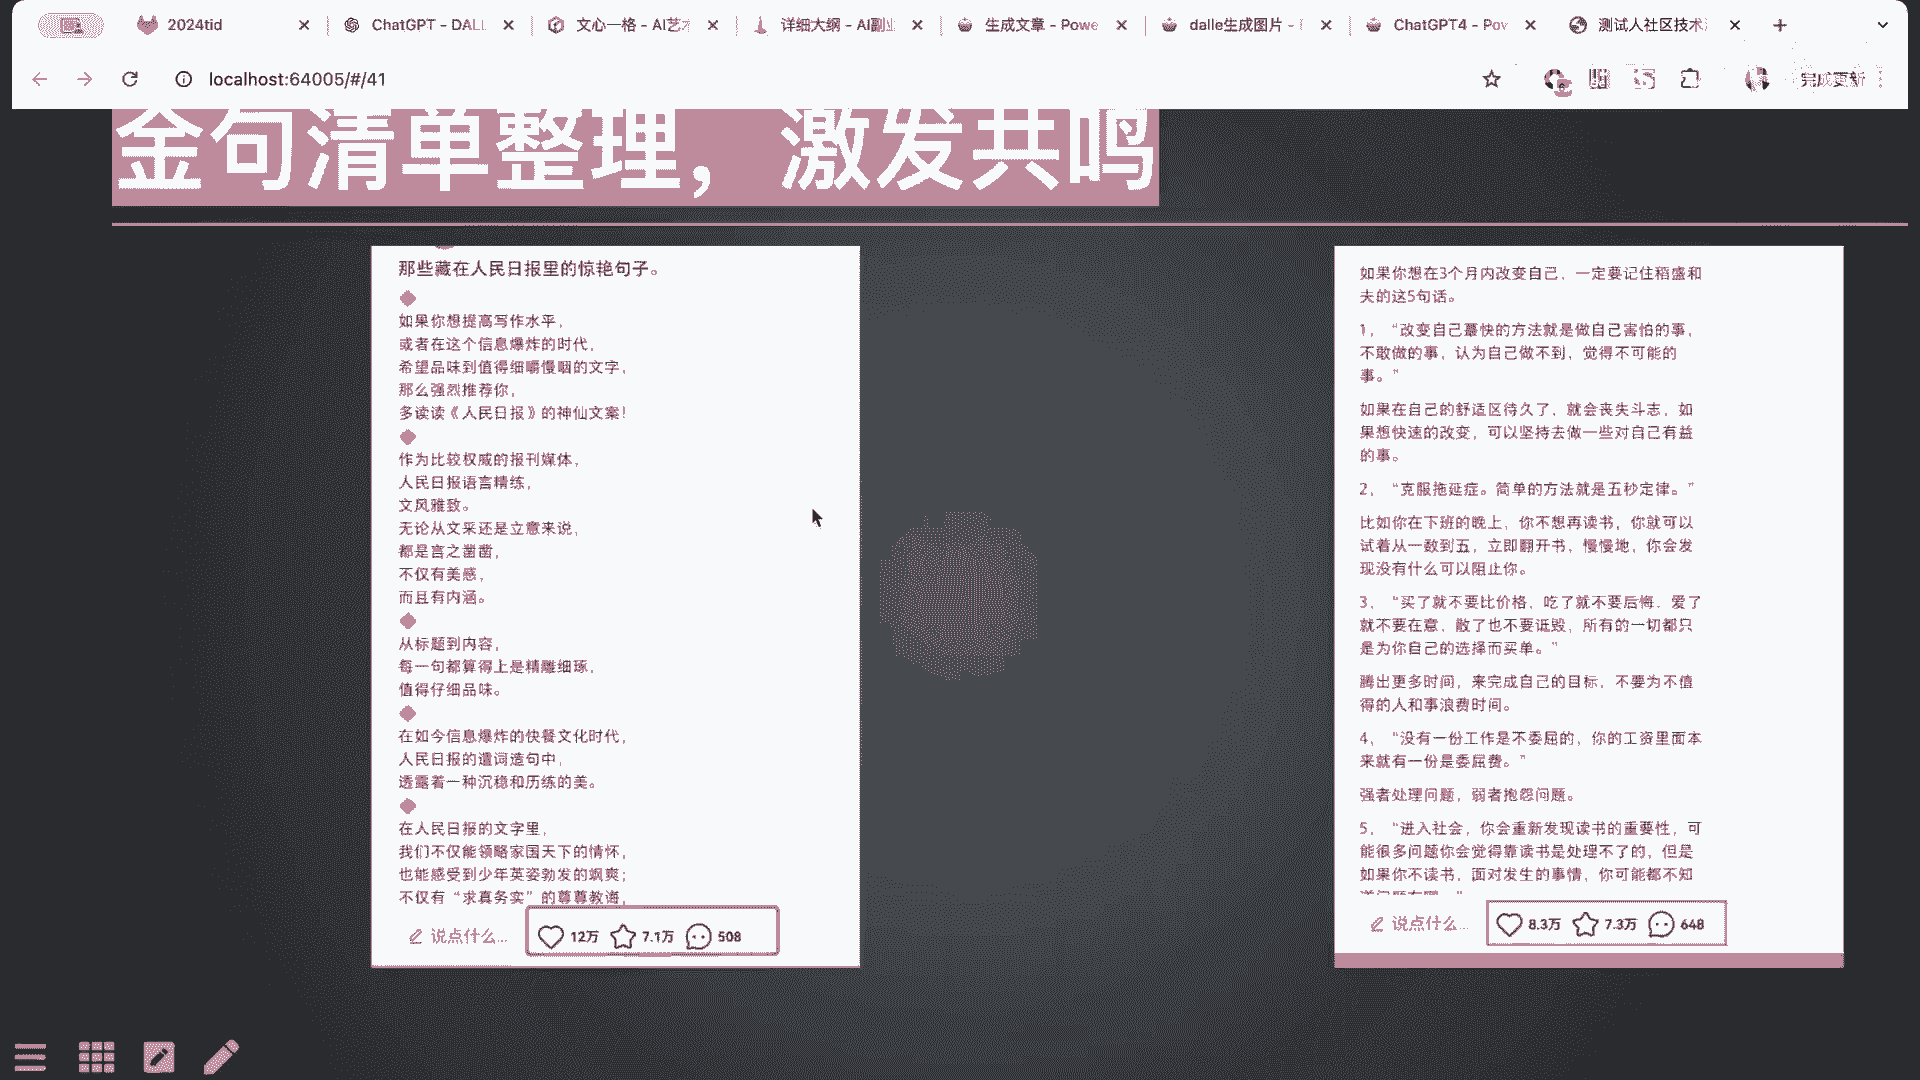 2024tid
ChatGPT - DALL
文心一格 - AI艺
详细大纲 - AI副业
生成文章 - Powe
dalle生成图片 -
ChatGPT4 - Pov
测试人社区技术
localhost:64005/#/41
完成更新
金句清单整理，激发共鸣
那些藏在人民日报里的惊艳句子。
如果你想提高写作水平，
或者在这个信息爆炸的时代，
希望品味到值得细嚼慢咽的文字，
那么强烈推荐你，
多读读《人民日报》的神仙文案！
作为比较权威的报刊媒体，
人民日报语言精练，
文风雅致。
无论从文采还是立意来说，
都是言之凿凿，
不仅有美感，
而且有内涵。
从标题到内容，
每一句都算得上是精雕细琢，
值得仔细品味。
在如今信息爆炸的快餐文化时代，
人民日报的遣词造句中，
透露着一种沉稳和历练的美。
在人民日报的文字里，
我们不仅能领略家国天下的情怀，
也能感受到少年英姿勃发的飒爽；
不仅有“求真务实”的尊尊教诲，
说点什么...
12万
7.1万
508
如果你想在3个月内改变自己，一定要记住稻盛和
夫的这5句话。
1，“改变自己最快的方法就是做自己害怕的事，
不敢做的事，认为自己做不到，觉得不可能的
事。”
如果在自己的舒适区待久了，就会丧失斗志，如
果想快速的改变，可以坚持去做一些对自己有益
的事。
2，“克服拖延症。简单的方法就是五秒定律。”
比如你在下班的晚上，你不想再读书，你就可以
试着从一数到五，立即翻开书，慢慢地，你会发
现没有什么可以阻止你。
3，“买了就不要比价格，吃了就不要后悔．爱了
就不要在意，散了也不要诋毁，所有的一切都只
是为你自己的选择而买单。”
腾出更多时间，来完成自己的目标，不要为不值
得的人和事浪费时间。
4，“没有一份工作是不委屈的，你的工资里面本
来就有一份是委屈费。”
强者处理问题，弱者抱怨问题。
5，“进入社会，你会重新发现读书的重要性，可
能很多问题你会觉得靠读书是处理不了的，但是
如果你不读书，面对发生的事情，你可能都不知
说点什么...
8.3万
7.3万
648